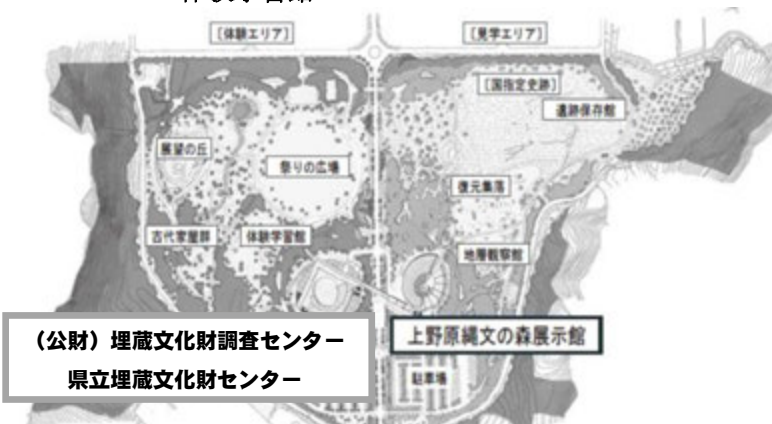 〔体験エリア〕
〔見学エリア〕
〔国指定史跡〕
遺跡保存館
展望の丘
祭りの広場
復元集落
古代家屋群
体験学習館
地層観察館
（公財）埋蔵文化財調査センター
県立埋蔵文化財センター
上野原縄文の森展示館
駐車場